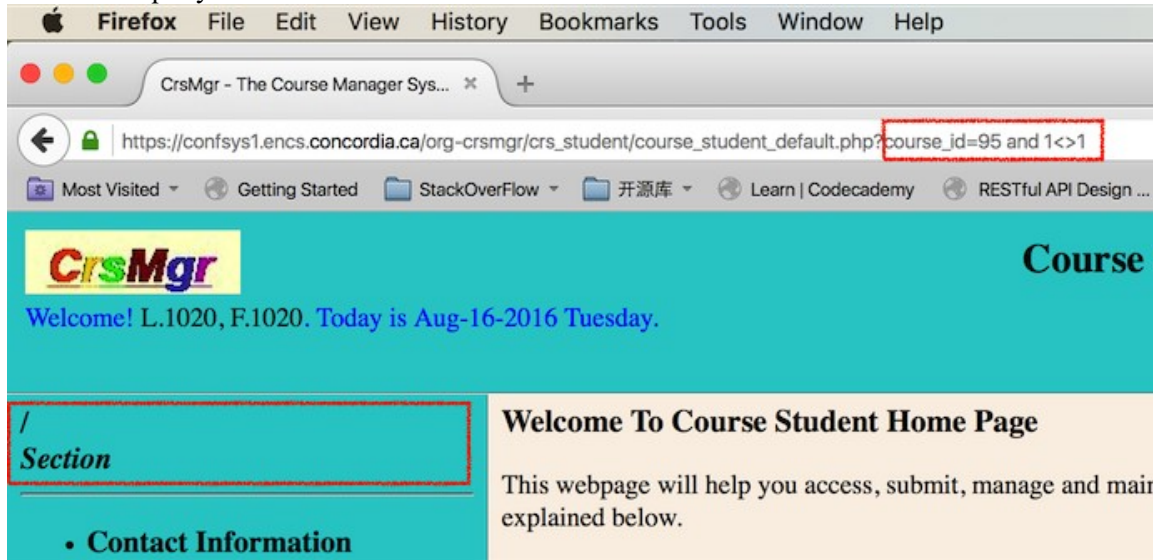 Firefox File Edit View History Bookmarks Tools Window Help
CrsMgr - The Course Manager Sys... × +
https://confsys1.encs.concordia.ca/org-crsmgr/crs_student/course_student_default.php?course_id=95 and 1<>1
Most Visited Getting Started StackOverFlow 开源库 Learn | Codecademy RESTful API Design ...
CrsMgr
Course
Welcome! L.1020, F.1020. Today is Aug-16-2016 Tuesday.
/
Section
Welcome To Course Student Home Page
This webpage will help you access, submit, manage and main
explained below.
• Contact Information